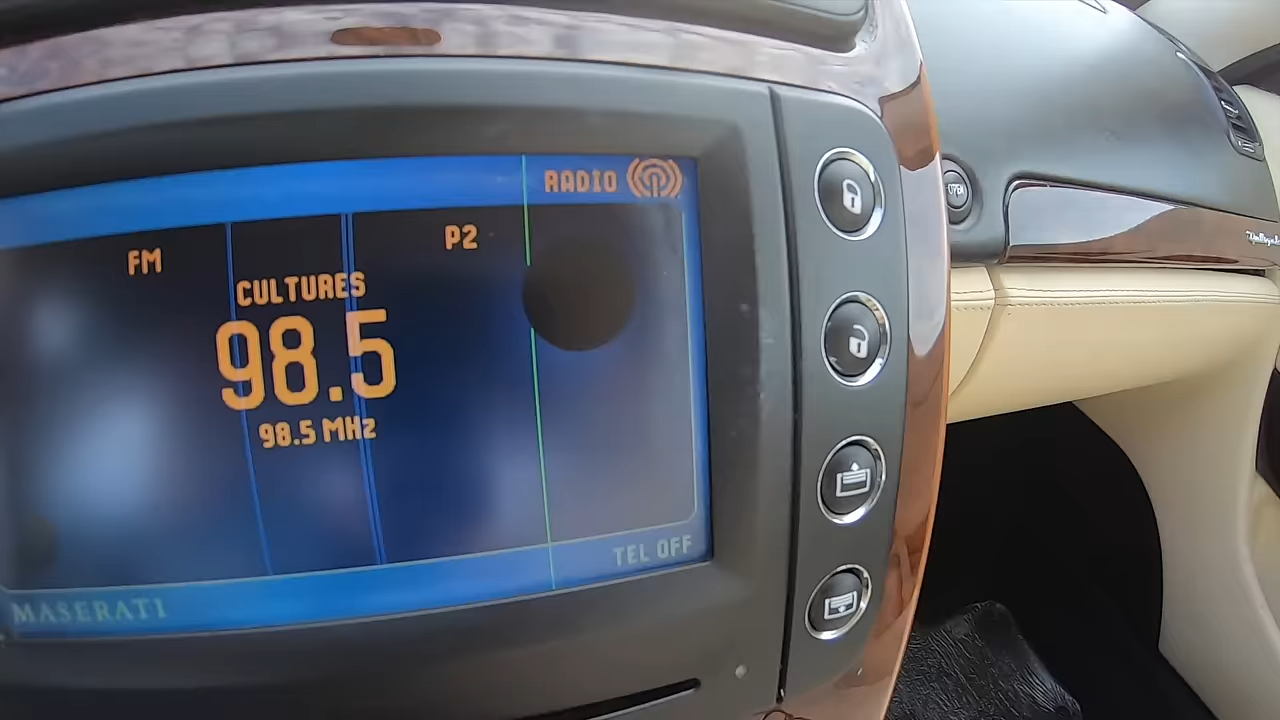 RADIO
FM
P2
CULTURES
98.5
98.5 MHz
TEL OFF
MASERATI
OPEN